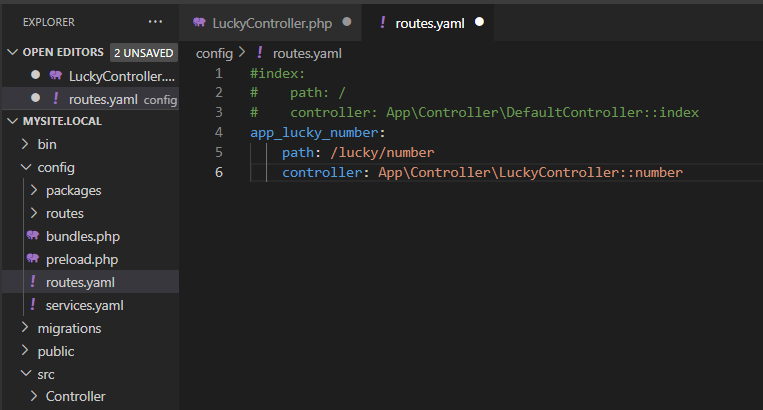 EXPLORER ···
OPEN EDITORS 2 UNSAVED
LuckyController....
routes.yaml config
MYSITE.LOCAL
bin
config
packages
routes
bundles.php
preload.php
routes.yaml
services.yaml
migrations
public
src
Controller
LuckyController.php
routes.yaml
config > routes.yaml
1 #index:
2 #    path: /
3 #    controller: App\Controller\DefaultController::index
4 app_lucky_number:
5     path: /lucky/number
6     controller: App\Controller\LuckyController::number